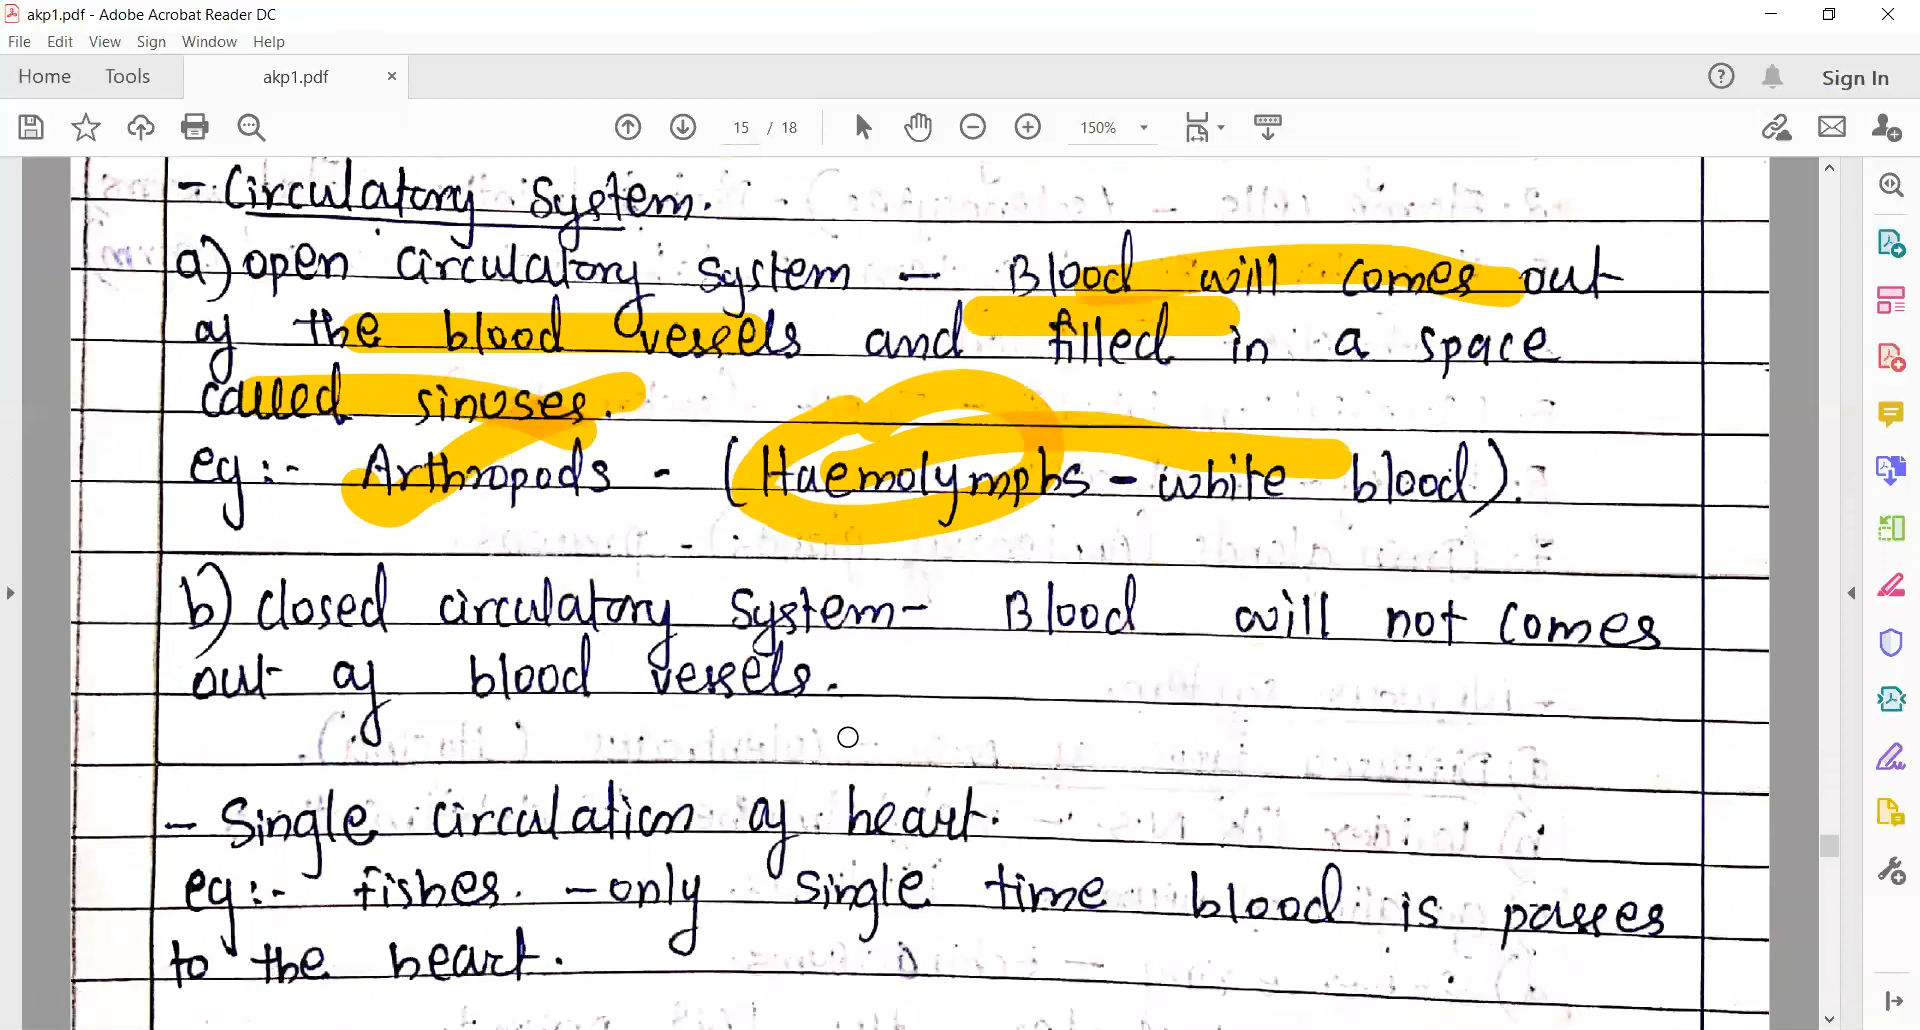 akp1.pdf - Adobe Acrobat Reader DC
File Edit View Sign Window Help
Home Tools akp1.pdf × Sign In
15 / 18 150%
- Circulatory System.
a) open circulatory system - Blood will comes out
of the blood vessels and filled in a space
called sinuses.
eg:- Arthropods - (Haemolymphs - white blood).
b) closed circulatory system - Blood will not comes
out of blood vessels.
- Single circulation of heart.
eg:- fishes. - only single time blood is passes
to the heart.